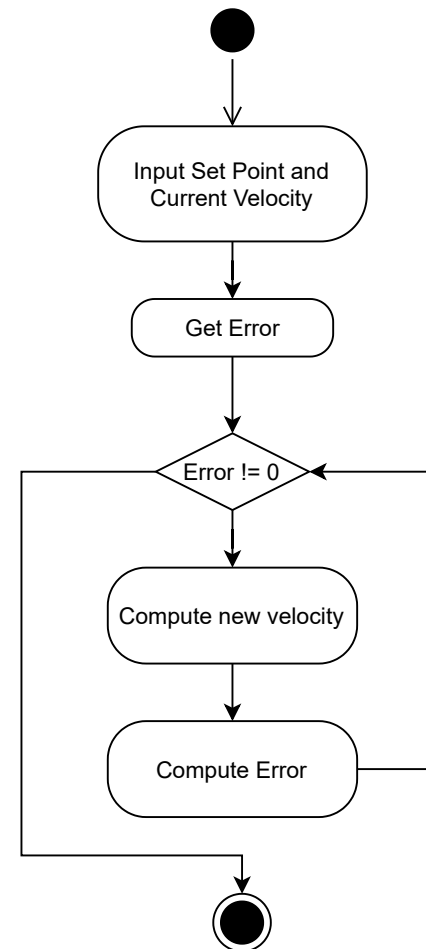 Input Set Point and
Current Velocity
Get Error
Error != 0
Compute new velocity
Compute Error